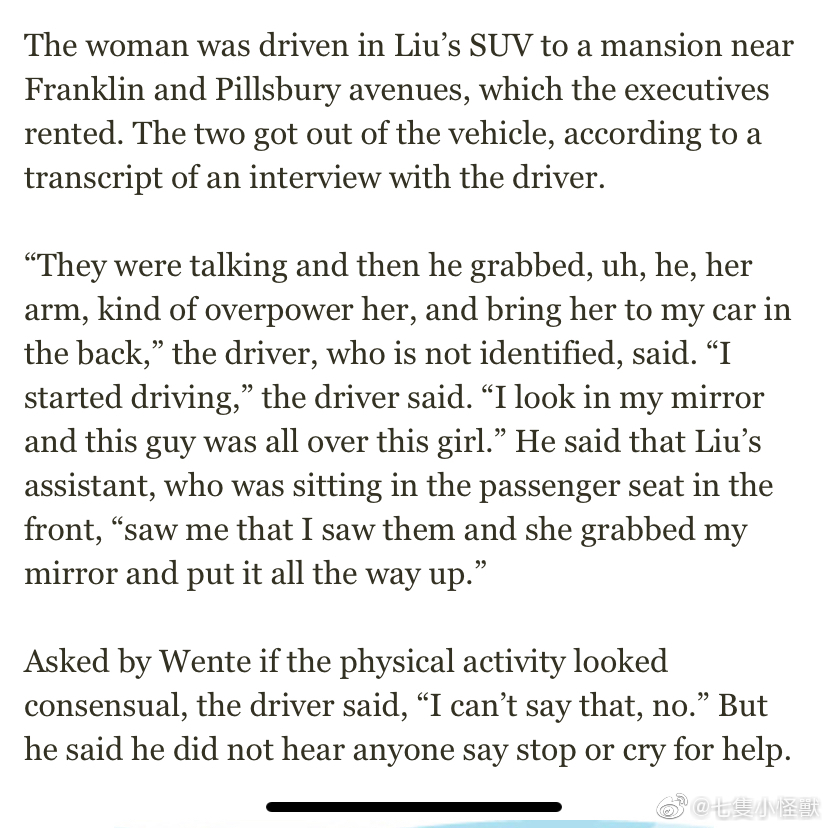 The woman was driven in Liu’s SUV to a mansion near
Franklin and Pillsbury avenues, which the executives
rented. The two got out of the vehicle, according to a
transcript of an interview with the driver.
“They were talking and then he grabbed, uh, he, her
arm, kind of overpower her, and bring her to my car in
the back,” the driver, who is not identified, said. “I
started driving,” the driver said. “I look in my mirror
and this guy was all over this girl.” He said that Liu’s
assistant, who was sitting in the passenger seat in the
front, “saw me that I saw them and she grabbed my
mirror and put it all the way up.”
Asked by Wente if the physical activity looked
consensual, the driver said, “I can’t say that, no.” But
he said he did not hear anyone say stop or cry for help.
@七隻小怪獸